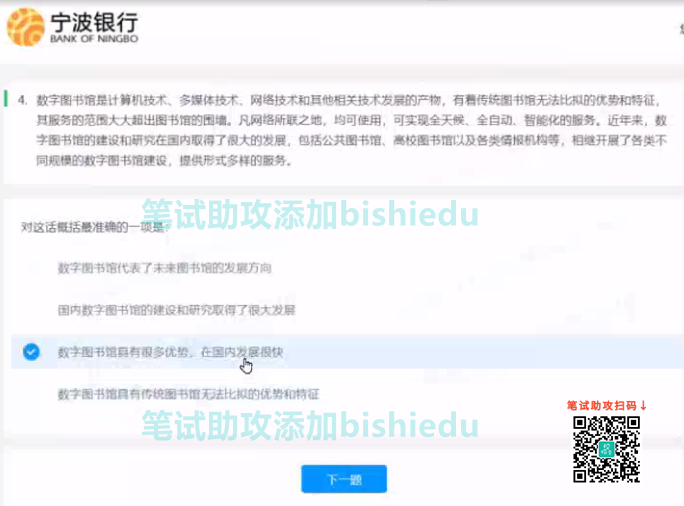 宁波银行
BANK OF NINGBO
4. 数字图书馆是计算机技术、多媒体技术、网络技术和其他相关技术发展的产物，有着传统图书馆无法比拟的优势和特征，
其服务的范围大大超出图书馆的围墙。凡网络所联之地，均可使用，可实现全天候、全自动、智能化的服务。近年来，数
字图书馆的建设和研究在国内取得了很大的发展，包括公共图书馆、高校图书馆以及各类情报机构等，相继开展了各类不
同规模的数字图书馆建设，提供形式多样的服务。
笔试助攻添加bishiedu
对这话概括最准确的一项是
数字图书馆代表了未来图书馆的发展方向
国内数字图书馆的建设和研究取得了很大发展
数字图书馆具有很多优势，在国内发展很快
数字图书馆具有传统图书馆无法比拟的优势和特征
笔试助攻扫码↓
笔试助攻添加bishiedu
下一题